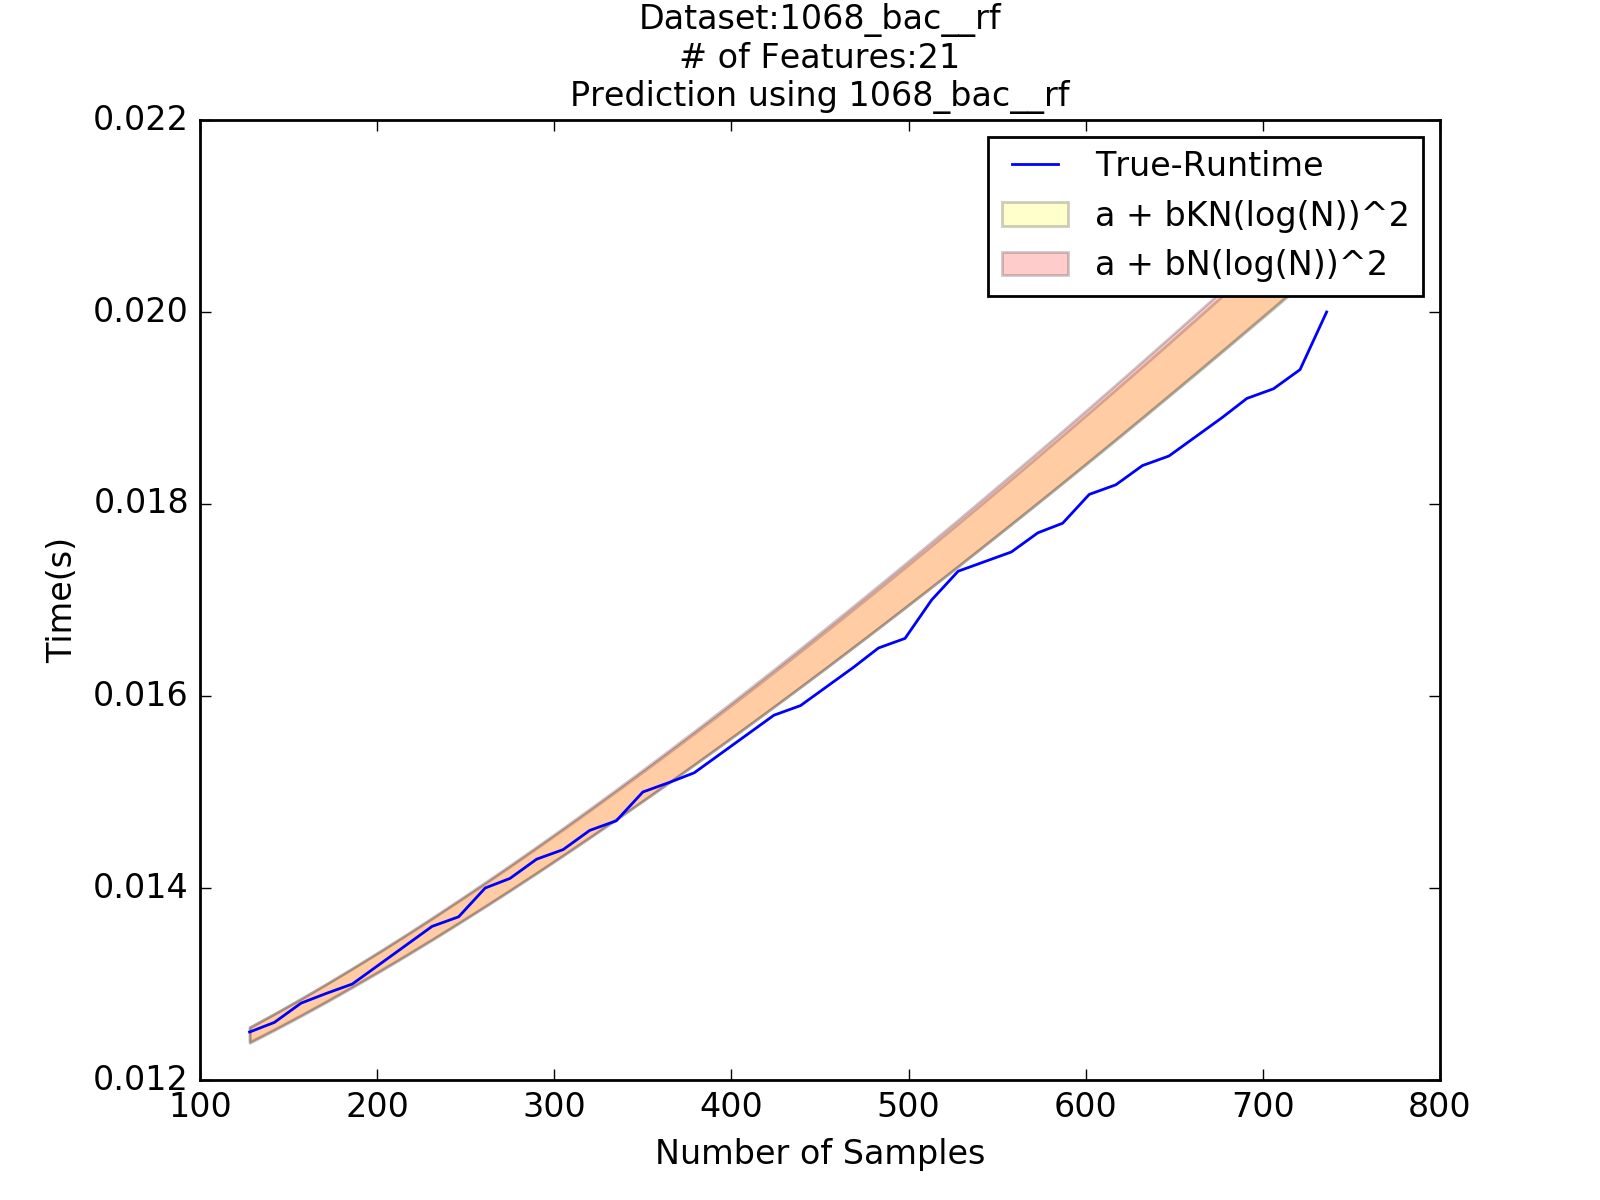 Dataset:1068_bac__rf
# of Features:21
Prediction using 1068_bac__rf
0.022
0.020
0.018
0.016
0.014
0.012
Time(s)
True-Runtime
a + bKN(log(N))^2
a + bN(log(N))^2
100 200 300 400 500 600 700 800
Number of Samples